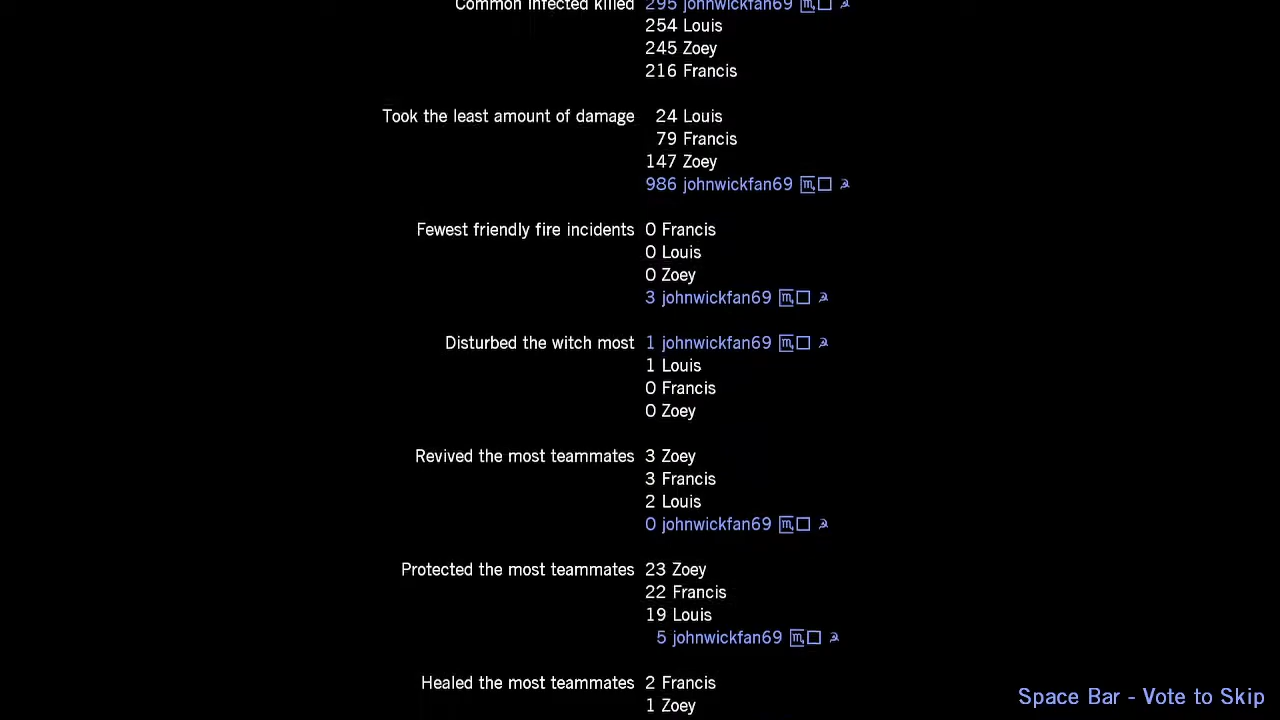 Common infected killed 295 johnwickfan69 ♏□ ☭
254 Louis
245 Zoey
216 Francis
Took the least amount of damage 24 Louis
79 Francis
147 Zoey
986 johnwickfan69 ♏□ ☭
Fewest friendly fire incidents 0 Francis
0 Louis
0 Zoey
3 johnwickfan69 ♏□ ☭
Disturbed the witch most 1 johnwickfan69 ♏□ ☭
1 Louis
0 Francis
0 Zoey
Revived the most teammates 3 Zoey
3 Francis
2 Louis
0 johnwickfan69 ♏□ ☭
Protected the most teammates 23 Zoey
22 Francis
19 Louis
5 johnwickfan69 ♏□ ☭
Healed the most teammates 2 Francis
1 Zoey
Space Bar - Vote to Skip